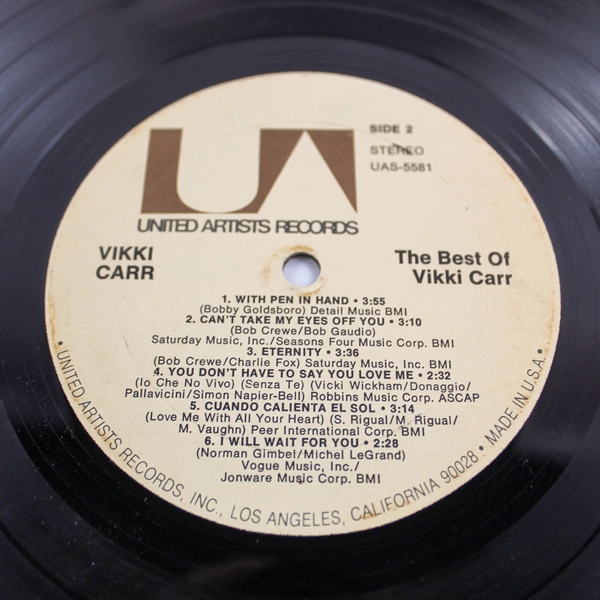 UA
UNITED ARTISTS RECORDS
SIDE 2
STEREO
UAS-5581
VIKKI
CARR
The Best Of
Vikki Carr
1. WITH PEN IN HAND • 3:55
(Bobby Goldsboro) Detail Music BMI
2. CAN'T TAKE MY EYES OFF YOU • 3:10
(Bob Crewe/Bob Gaudio)
Saturday Music, Inc./Seasons Four Music Corp. BMI
3. ETERNITY • 3:36
(Bob Crewe/Charlie Fox) Saturday Music, Inc. BMI
4. YOU DON'T HAVE TO SAY YOU LOVE ME • 2:32
(Io Che No Vivo) (Senza Te) (Vicki Wickham/Donaggio/
Pallavicini/Simon Napier-Bell) Robbins Music Corp. ASCAP
5. CUANDO CALIENTA EL SOL • 3:14
(Love Me With All Your Heart) (S. Rigual/M. Rigual/
M. Vaughn) Peer International Corp. BMI
6. I WILL WAIT FOR YOU • 2:28
(Norman Gimbel/Michel LeGrand)
Vogue Music, Inc./
Jonware Music Corp. BMI
• UNITED ARTISTS RECORDS, INC., LOS ANGELES, CALIFORNIA 90028 • MADE IN U.S.A. •